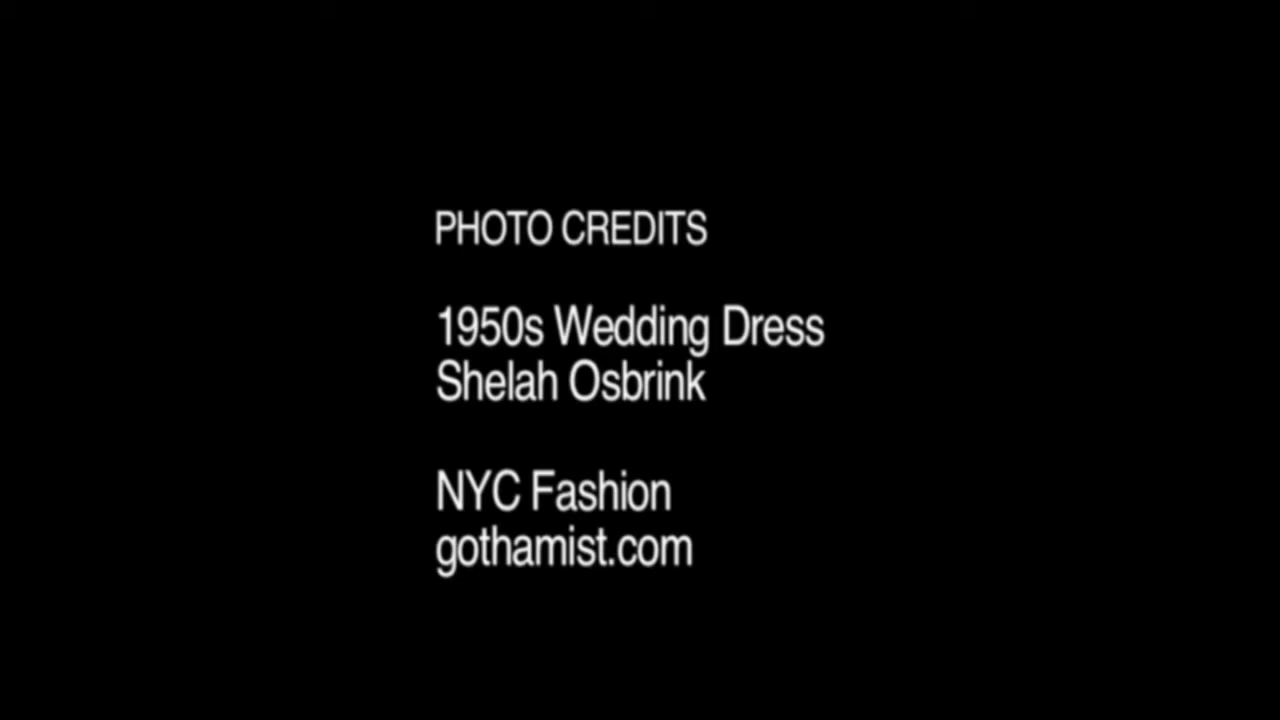 PHOTO CREDITS
1950s Wedding Dress
Shelah Osbrink
NYC Fashion
gothamist.com